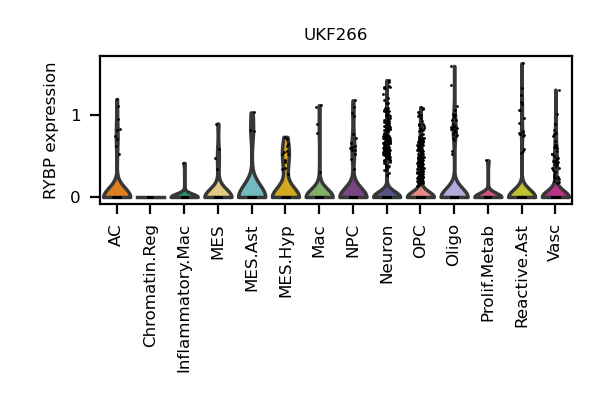 UKF266
RYBP expression
1
0
AC
Chromatin.Reg
Inflammatory.Mac
MES
MES.Ast
MES.Hyp
Mac
NPC
Neuron
OPC
Oligo
Prolif.Metab
Reactive.Ast
Vasc